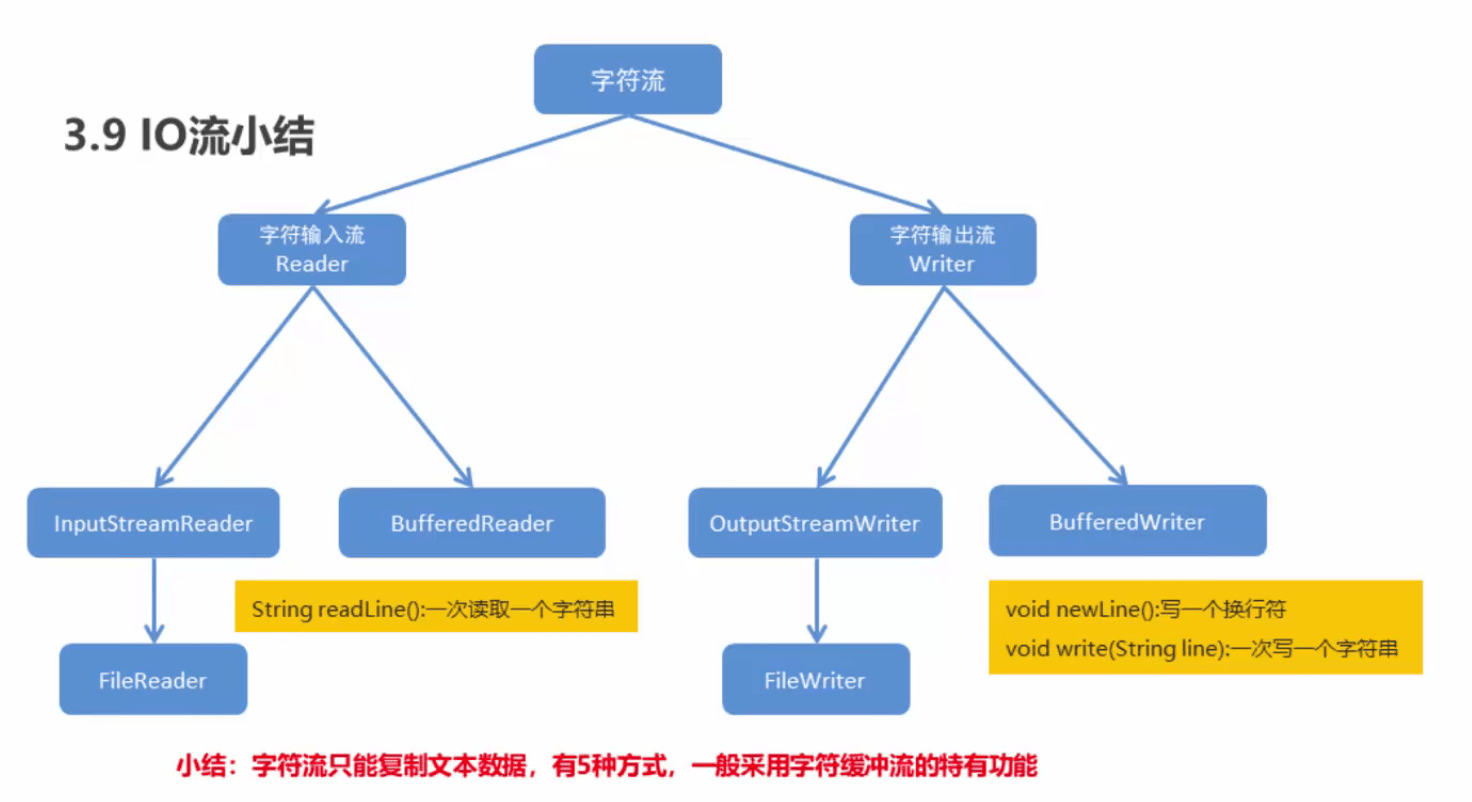 字符流
3.9 IO流小结
字符输入流
Reader
字符输出流
Writer
InputStreamReader
BufferedReader
OutputStreamWriter
BufferedWriter
String readLine():一次读取一个字符串
void newLine():写一个换行符
void write(String line):一次写一个字符串
FileReader
FileWriter
小结：字符流只能复制文本数据，有5种方式，一般采用字符缓冲流的特有功能